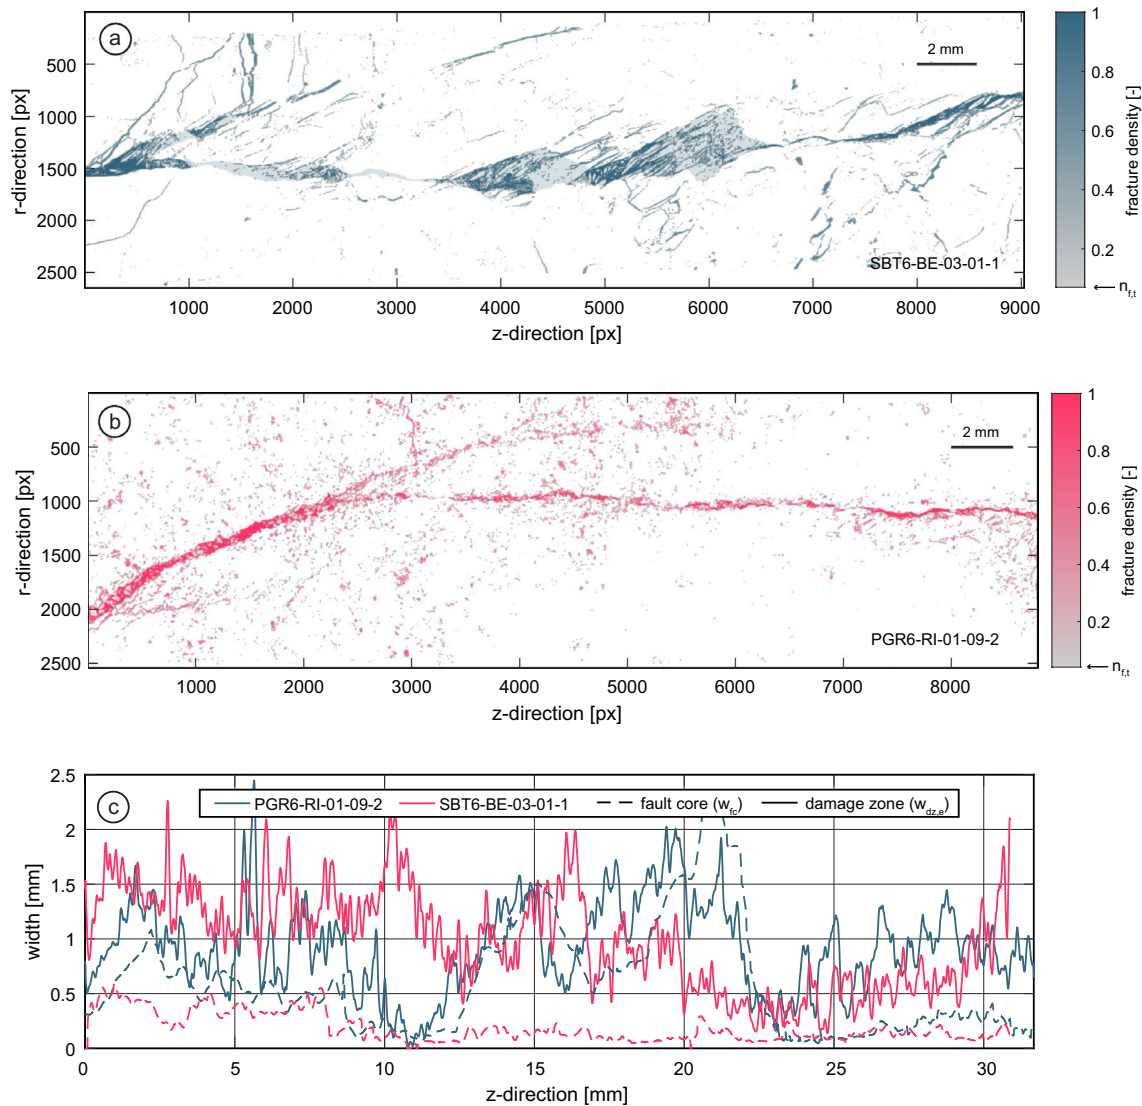 a
2 mm
r-direction [px]
500
1000
1500
2000
2500
SBT6-BE-03-01-1
1000 2000 3000 4000 5000 6000 7000 8000 9000
z-direction [px]
1
0.8
0.6
0.4
0.2
← n_f,t
fracture density [-]
b
2 mm
r-direction [px]
500
1000
1500
2000
2500
PGR6-RI-01-09-2
1000 2000 3000 4000 5000 6000 7000 8000
z-direction [px]
1
0.8
0.6
0.4
0.2
← n_f,t
fracture density [-]
c
PGR6-RI-01-09-2 SBT6-BE-03-01-1 fault core (w_fc) damage zone (w_dz,e)
width [mm]
2.5
2
1.5
1
0.5
0
0 5 10 15 20 25 30
z-direction [mm]